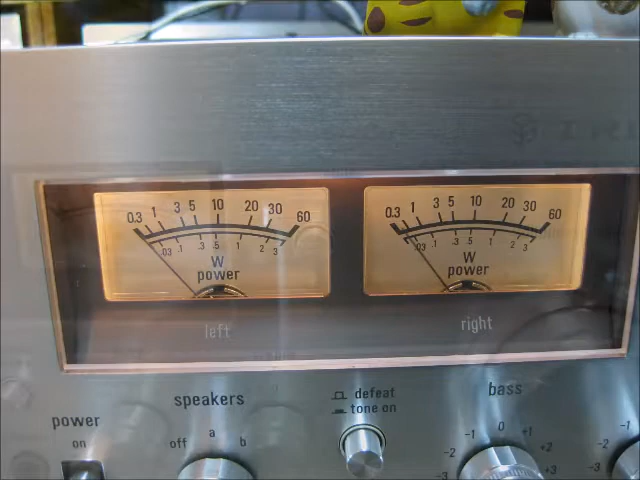 0.3 1 3 5 10 20 30 60
.03 .1 .3 .5 1 2 3
W
power
0.3 1 3 5 10 20 30 60
.03 .1 .3 .5 1 2 3
W
power
left
right
power
on
speakers
off a b
defeat
tone on
bass
-3 -2 -1 0 +1 +2 +3
-3 -2 -1